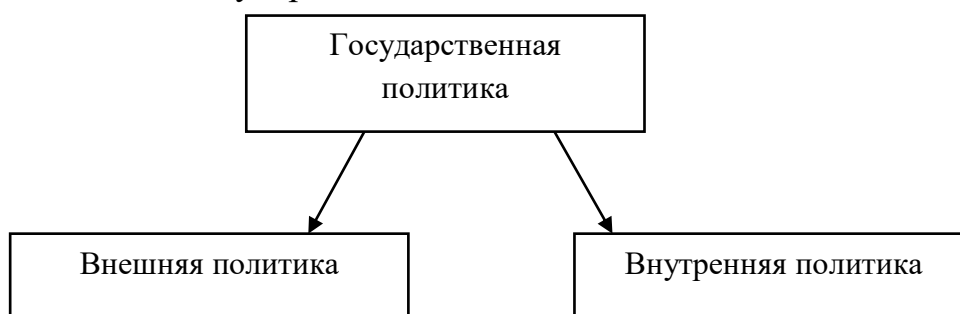 Государственная
политика
Внешняя политика
Внутренняя политика